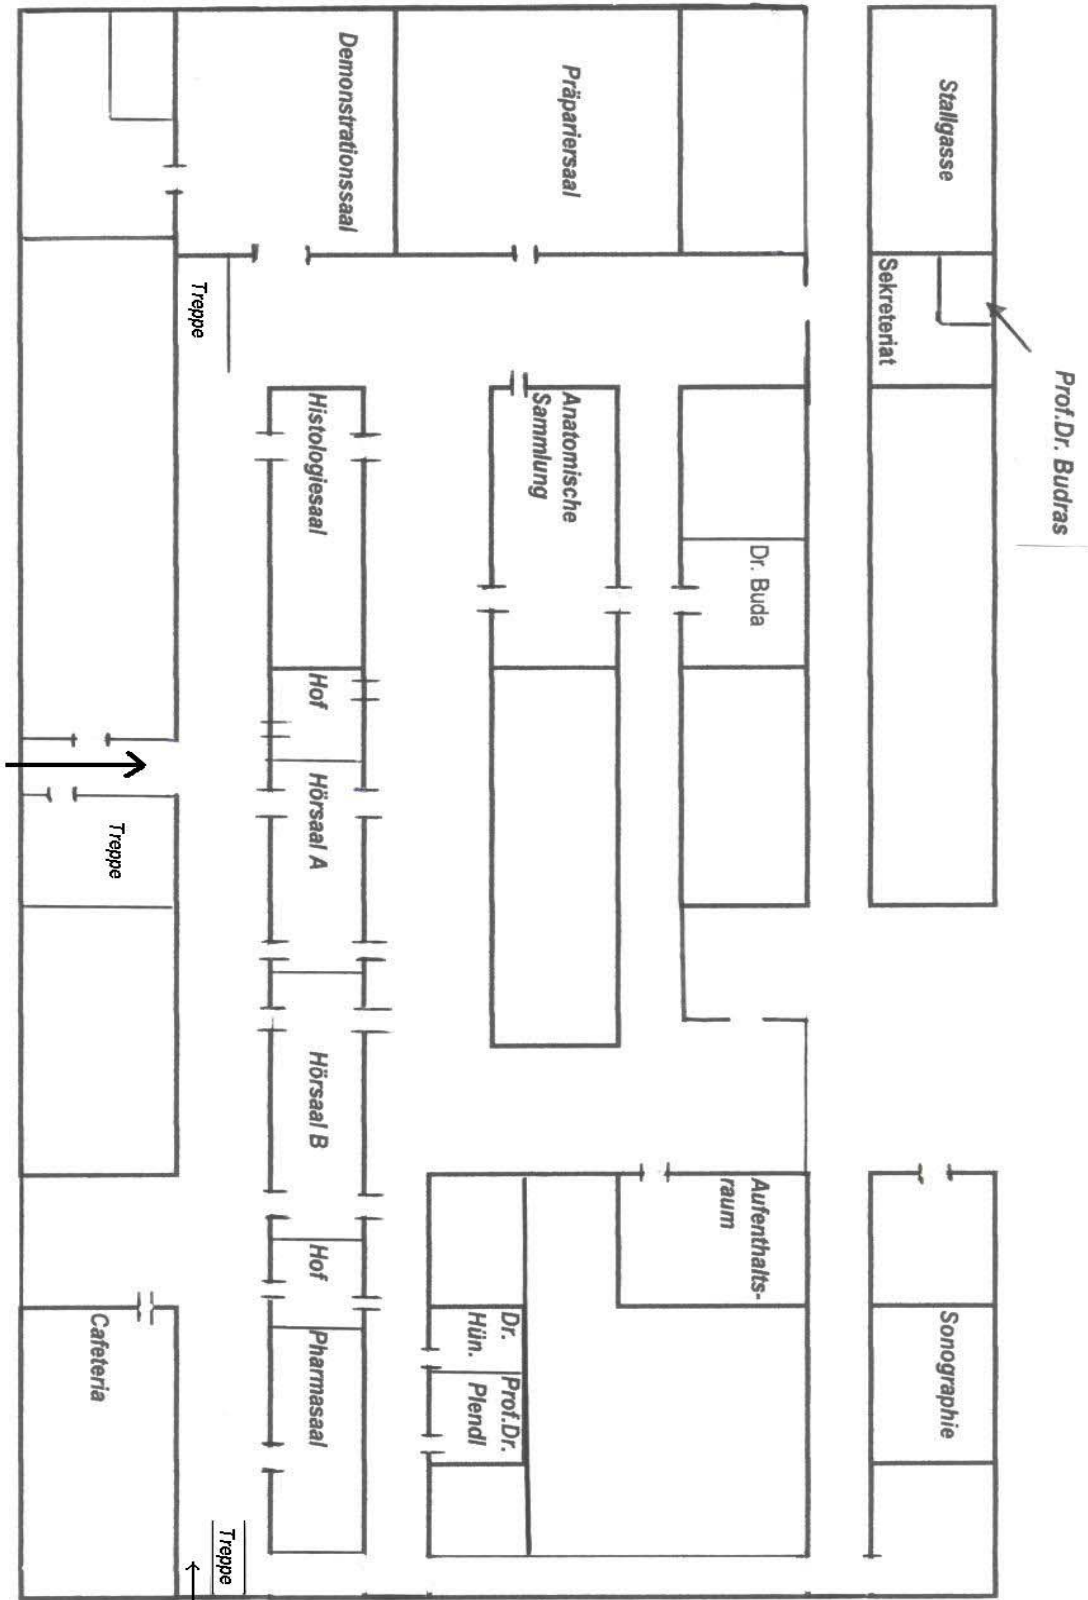 Stallgasse
Sekreteriat
Prof.Dr. Budras
Präpariersaal
Demonstrationssaal
Treppe
Histologiesaal
Anatomische
Sammlung
Dr. Buda
Hof
Hörsaal A
Treppe
Hörsaal B
Hof
Pharmasaal
Aufenthalts-
raum
Dr.
Hün.
Prof.Dr.
Plendl
Sonographie
Cafeteria
Treppe